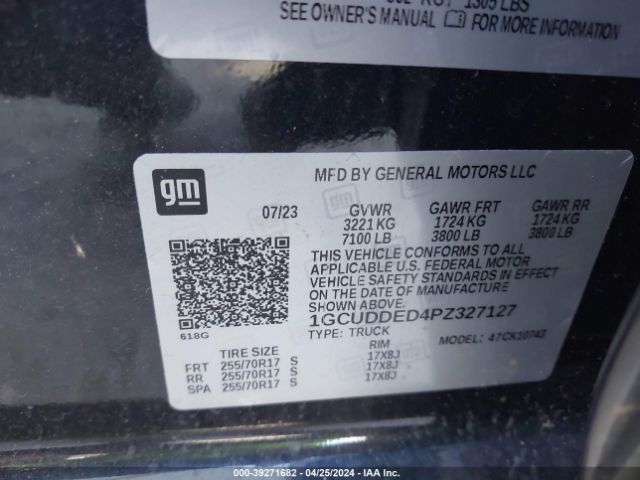 KG / 1305 LBS
SEE OWNER'S MANUAL FOR MORE INFORMATION
gm
MFD BY GENERAL MOTORS LLC
07/23 GVWR GAWR FRT GAWR RR
3221 KG 1724 KG 1724 KG
7100 LB 3800 LB 3800 LB
THIS VEHICLE CONFORMS TO ALL
APPLICABLE U.S. FEDERAL MOTOR
VEHICLE SAFETY STANDARDS IN EFFECT
ON THE DATE OF MANUFACTURE
SHOWN ABOVE.
1GCUDDED4PZ327127
618G
TYPE: TRUCK MODEL: 47CK10743
TIRE SIZE RIM
FRT 255/70R17 S 17X8J
RR 255/70R17 S 17X8J
SPA 255/70R17 S 17X8J
000-39271682 - 04/25/2024 - IAA Inc.